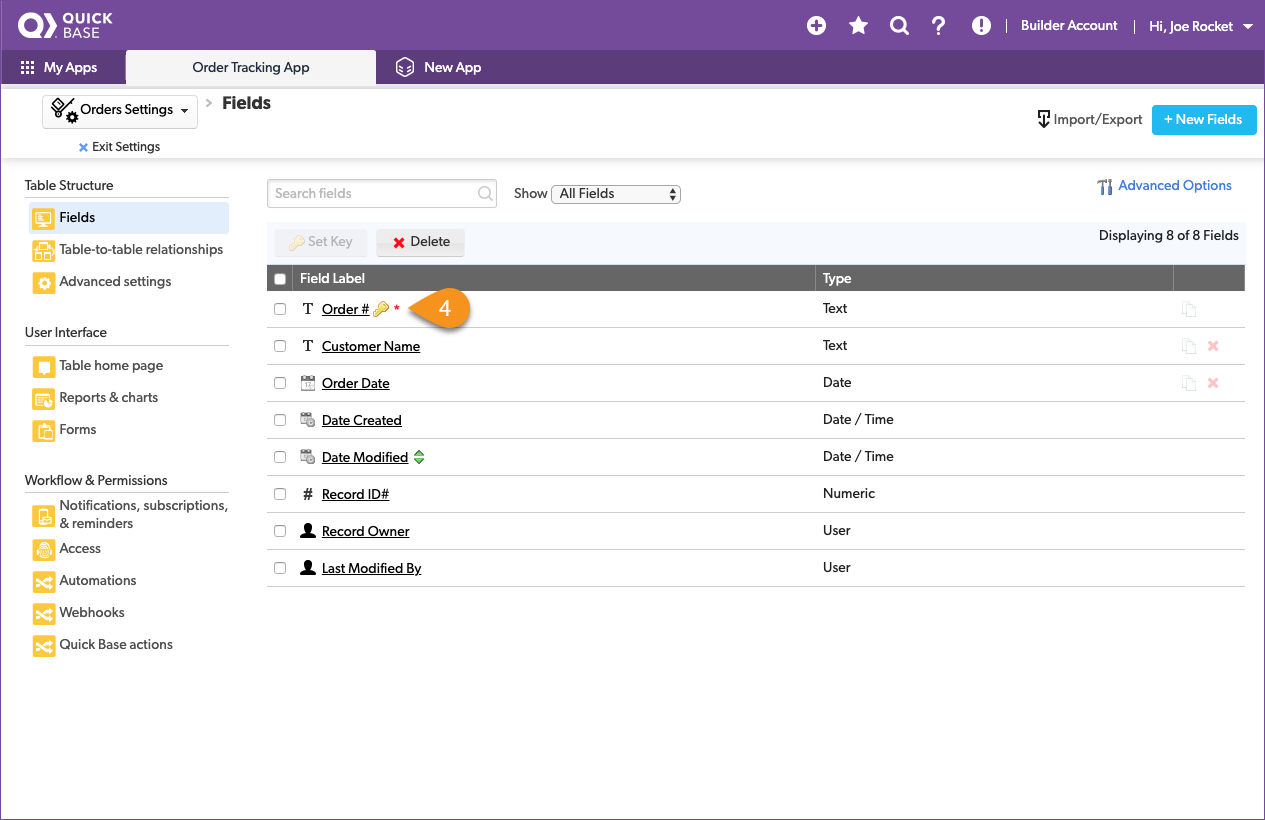 QUICK
BASE
Builder Account
Hi, Joe Rocket
My Apps
Order Tracking App
New App
Orders Settings
> Fields
Exit Settings
Import/Export
+ New Fields
Table Structure
Fields
Table-to-table relationships
Advanced settings
User Interface
Table home page
Reports & charts
Forms
Workflow & Permissions
Notifications, subscriptions,
& reminders
Access
Automations
Webhooks
Quick Base actions
Search fields
Show All Fields
Advanced Options
Set Key
Delete
Displaying 8 of 8 Fields
Field Label Type
T Order # * 4 Text
T Customer Name Text
Order Date Date
Date Created Date / Time
Date Modified Date / Time
# Record ID# Numeric
Record Owner User
Last Modified By User